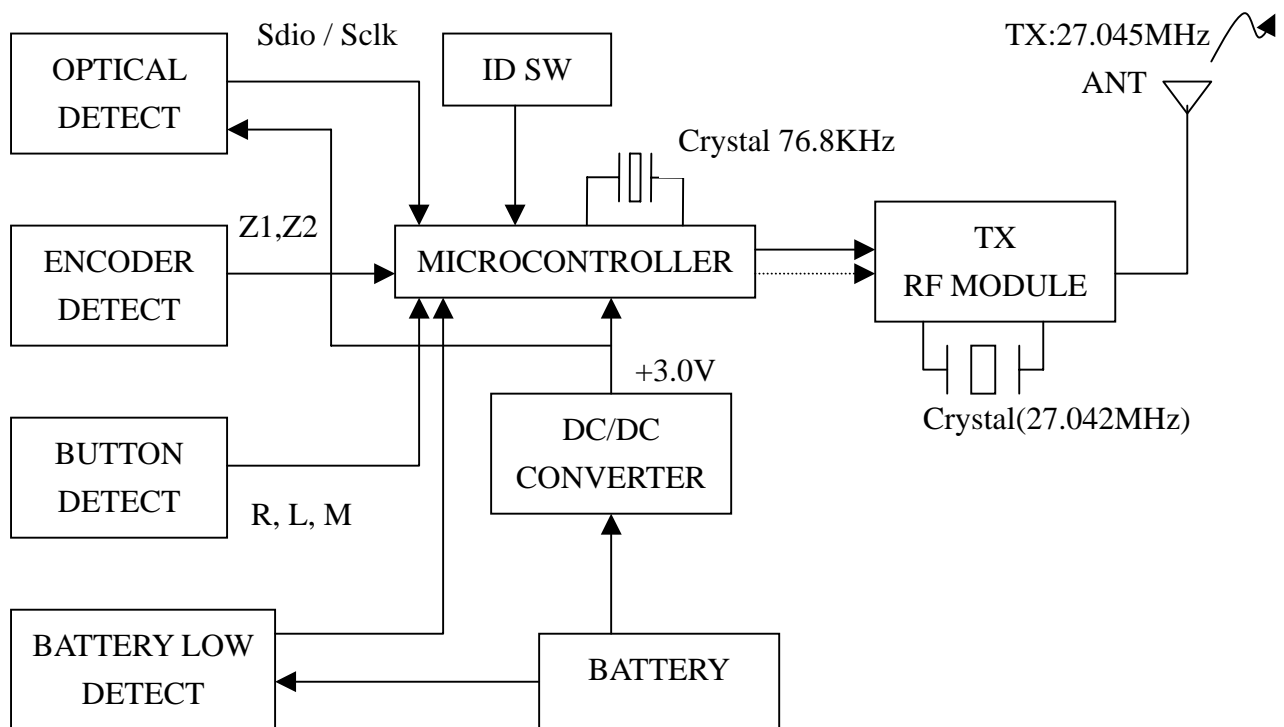 Sdio / Sclk
TX:27.045MHz
OPTICAL
DETECT
ID SW
ANT
Crystal 76.8KHz
Z1,Z2
ENCODER
DETECT
MICROCONTROLLER
TX
RF MODULE
+3.0V
Crystal(27.042MHz)
BUTTON
DETECT
DC/DC
CONVERTER
R, L, M
BATTERY LOW
DETECT
BATTERY